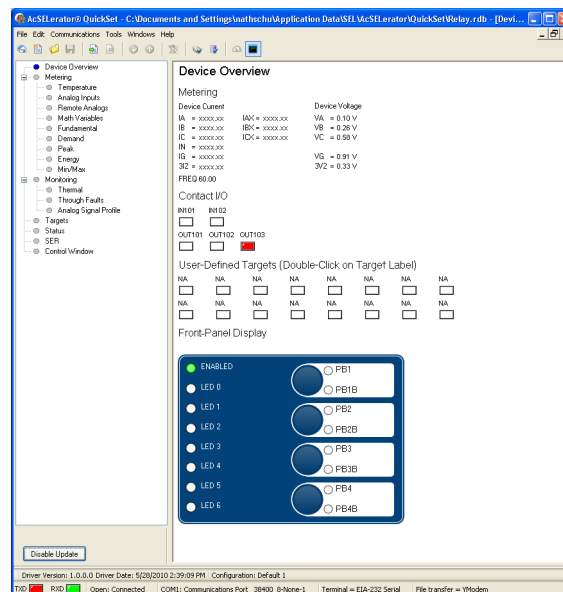 AcSELerator® QuickSet - C:\Documents and Settings\nathschu\Application Data\SEL\AcSELerator\QuickSet\Relay.rdb - [Devi...
File Edit Communications Tools Windows Help
Device Overview
Metering
Temperature
Analog Inputs
Remote Analogs
Math Variables
Fundamental
Demand
Peak
Energy
Min/Max
Monitoring
Thermal
Through Faults
Analog Signal Profile
Targets
Status
SER
Control Window
Device Overview
Metering
Device Current Device Voltage
IA = xxxx.xx IAX = xxxx.xx VA = 0.10 V
IB = xxxx.xx IBX = xxxx.xx VB = 0.26 V
IC = xxxx.xx ICX = xxxx.xx VC = 0.58 V
IN = xxxx.xx
IG = xxxx.xx VG = 0.91 V
3I2 = xxxx.xx 3V2 = 0.33 V
FREQ 60.00
Contact I/O
IN101 IN102
OUT101 OUT102 OUT103
User-Defined Targets (Double-Click on Target Label)
NA NA NA NA NA NA NA
NA NA NA NA NA NA NA
Front-Panel Display
ENABLED
LED 0
LED 1
LED 2
LED 3
LED 4
LED 5
LED 6
PB1
PB1B
PB2
PB2B
PB3
PB3B
PB4
PB4B
Disable Update
Driver Version: 1.0.0.0 Driver Date: 5/28/2010 2:39:09 PM Configuration: Default 1
TXD RXD Open: Connected COM1: Communications Port 38400 8-None-1 Terminal = EIA-232 Serial File transfer = YModem